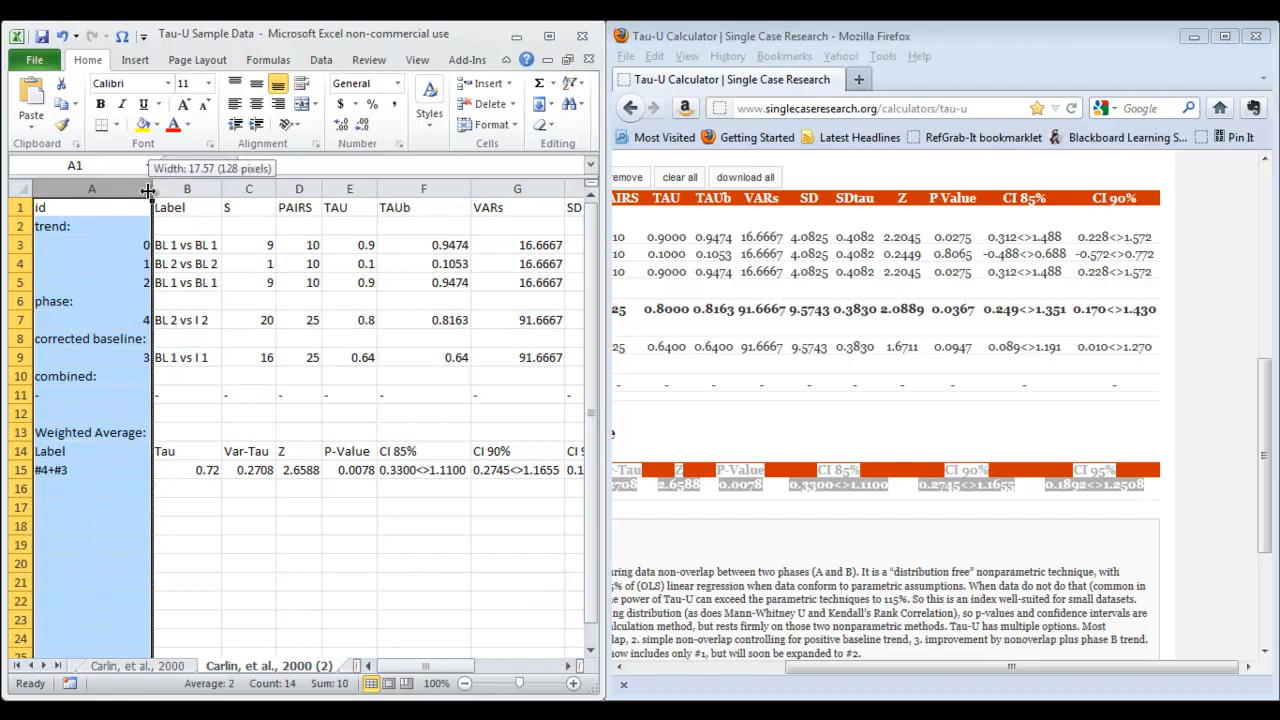 Tau-U Sample Data - Microsoft Excel non-commercial use
File Home Insert Page Layout Formulas Data Review View Add-Ins
Paste
Calibri 11
General
Styles
Insert
Delete
Format
Clipboard Font Alignment Number Cells Editing
A1
Width: 17.57 (128 pixels)
A B C D E F G
1 id Label S PAIRS TAU TAUb VARs SD
2 trend:
3 0 BL 1 vs BL 1 9 10 0.9 0.9474 16.6667
4 1 BL 2 vs BL 2 1 10 0.1 0.1053 16.6667
5 2 BL 1 vs BL 1 9 10 0.9 0.9474 16.6667
6 phase:
7 4 BL 2 vs I 2 20 25 0.8 0.8163 91.6667
8 corrected baseline:
9 3 BL 1 vs I 1 16 25 0.64 0.64 91.6667
10 combined:
11 - - - - - - - -
12
13 Weighted Average:
14 Label Tau Var-Tau Z P-Value CI 85% CI 90% CI 9
15 #4+#3 0.72 0.2708 2.6588 0.0078 0.3300<>1.1100 0.2745<>1.1655 0.1
16
17
18
19
20
21
22
23
24
25
Carlin, et al., 2000 Carlin, et al., 2000 (2)
Ready Average: 2 Count: 14 Sum: 10 100%
Tau-U Calculator | Single Case Research - Mozilla Firefox
File Edit View History Bookmarks Yahoo! Tools Help
Tau-U Calculator | Single Case Research
www.singlecaseresearch.org/calculators/tau-u
Google
Most Visited Getting Started Latest Headlines RefGrab-It bookmarklet Blackboard Learning S... Pin It
remove clear all download all
AIRS TAU TAUb VARs SD SDtau Z P Value CI 85% CI 90%
10 0.9000 0.9474 16.6667 4.0825 0.4082 2.2045 0.0275 0.312<>1.488 0.228<>1.572
10 0.1000 0.1053 16.6667 4.0825 0.4082 0.2449 0.8065 -0.488<>0.688 -0.572<>0.772
10 0.9000 0.9474 16.6667 4.0825 0.4082 2.2045 0.0275 0.312<>1.488 0.228<>1.572
25 0.8000 0.8163 91.6667 9.5743 0.3830 2.0889 0.0367 0.249<>1.351 0.170<>1.430
25 0.6400 0.6400 91.6667 9.5743 0.3830 1.6711 0.0947 0.089<>1.191 0.010<>1.270
- - - - - - - - -
e
r-Tau Z P-Value CI 85% CI 90% CI 95%
2708 2.6588 0.0078 0.3300<>1.1100 0.2745<>1.1655 0.1892<>1.2508
uring data non-overlap between two phases (A and B). It is a "distribution free" nonparametric technique, with
5% of (OLS) linear regression when data conform to parametric assumptions. When data do not do that (common in
e power of Tau-U can exceed the parametric techniques to 115%. So this is an index well-suited for small datasets.
ing distribution (as does Mann-Whitney U and Kendall's Rank Correlation), so p-values and confidence intervals are
alculation method, but rests firmly on those two nonparametric methods. Tau-U has multiple options. Most
lap, 2. simple non-overlap controlling for positive baseline trend, 3. improvement by nonoverlap plus phase B trend.
now includes only #1, but will soon be expanded to #2.